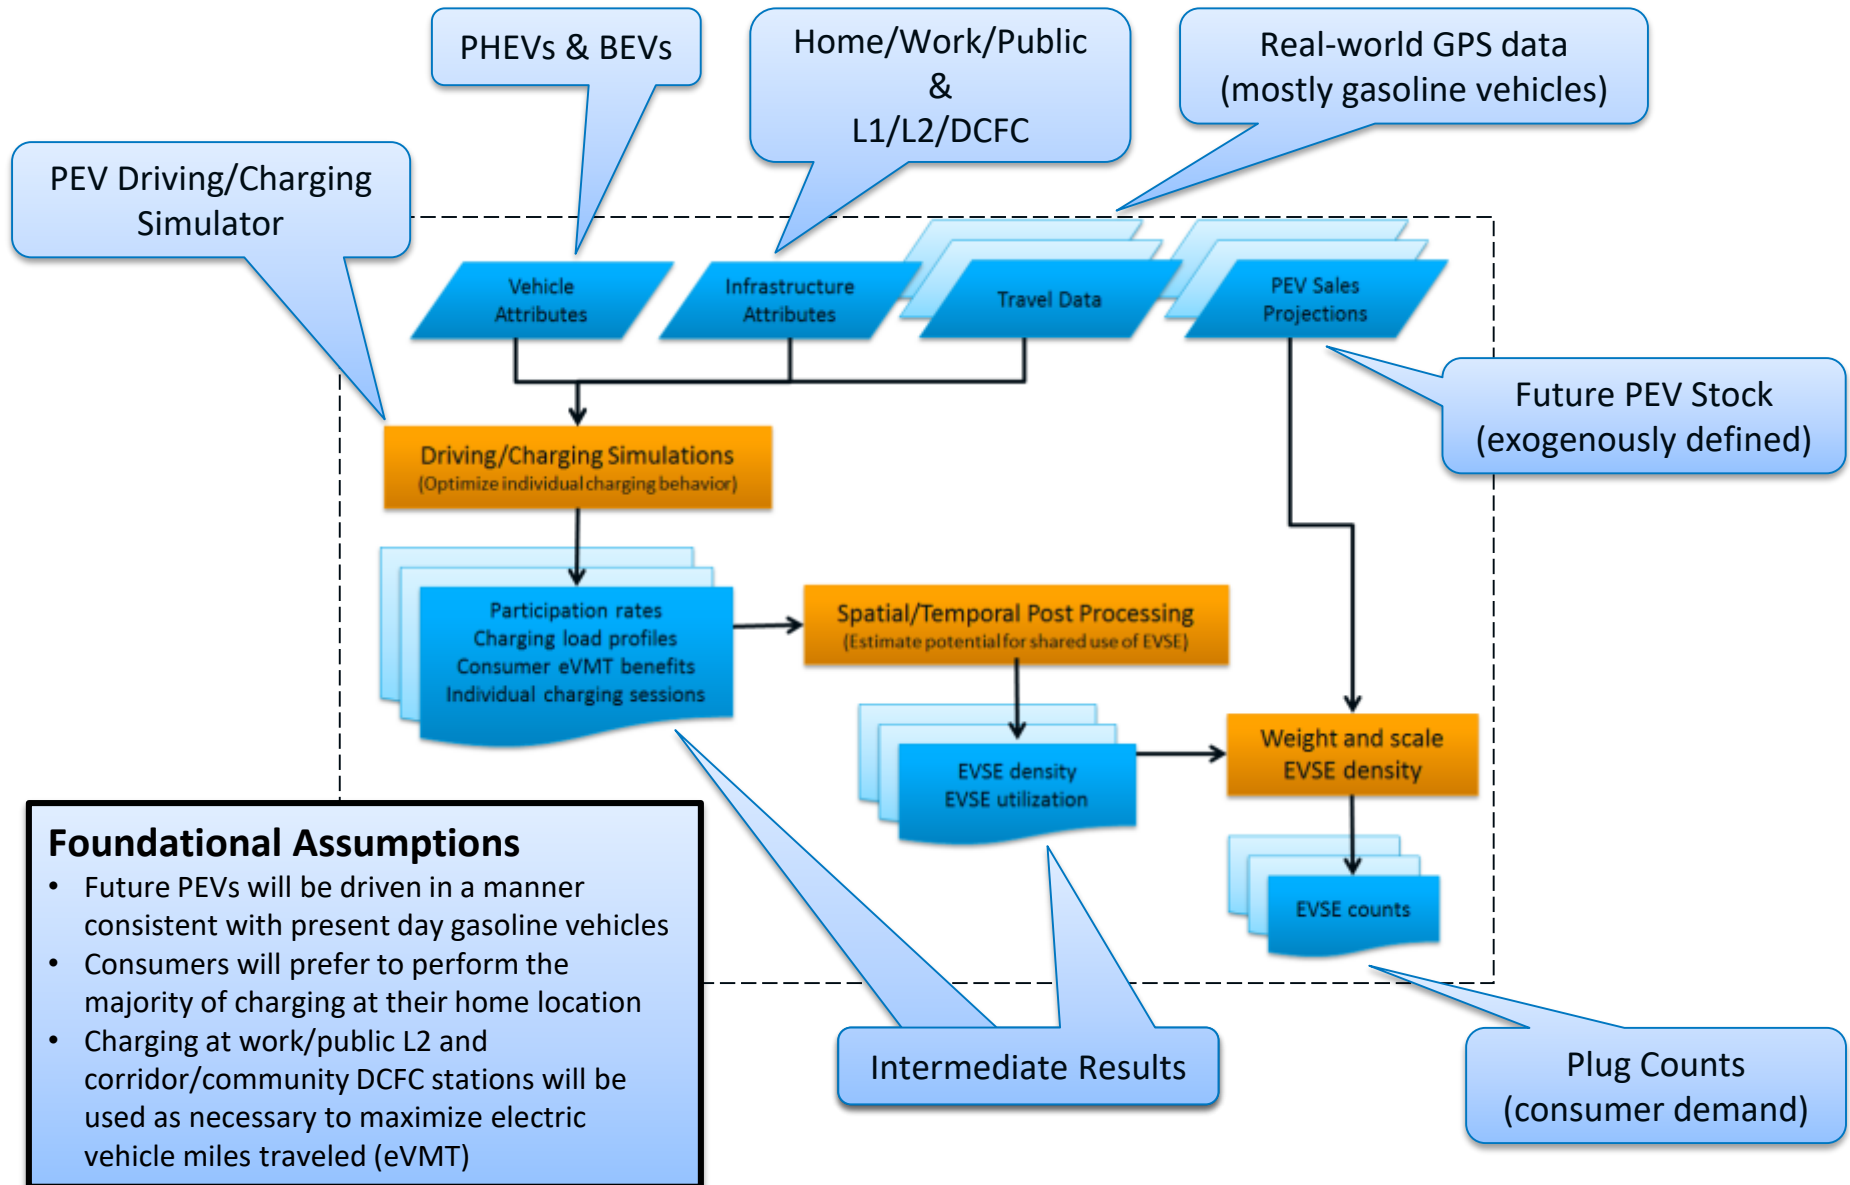 PHEVs & BEVs
Home/Work/Public
&
L1/L2/DCFC
Real-world GPS data
(mostly gasoline vehicles)
PEV Driving/Charging
Simulator
Vehicle
Attributes
Infrastructure
Attributes
Travel Data
PEV Sales
Projections
Future PEV Stock
(exogenously defined)
Driving/Charging Simulations
(Optimize individual charging behavior)
Participation rates
Charging load profiles
Consumer eVMT benefits
Individual charging sessions
Spatial/Temporal Post Processing
(Estimate potential for shared use of EVSE)
EVSE density
EVSE utilization
Weight and scale
EVSE density
EVSE counts
Foundational Assumptions
• Future PEVs will be driven in a manner
consistent with present day gasoline vehicles
• Consumers will prefer to perform the
majority of charging at their home location
• Charging at work/public L2 and
corridor/community DCFC stations will be
used as necessary to maximize electric
vehicle miles traveled (eVMT)
Intermediate Results
Plug Counts
(consumer demand)